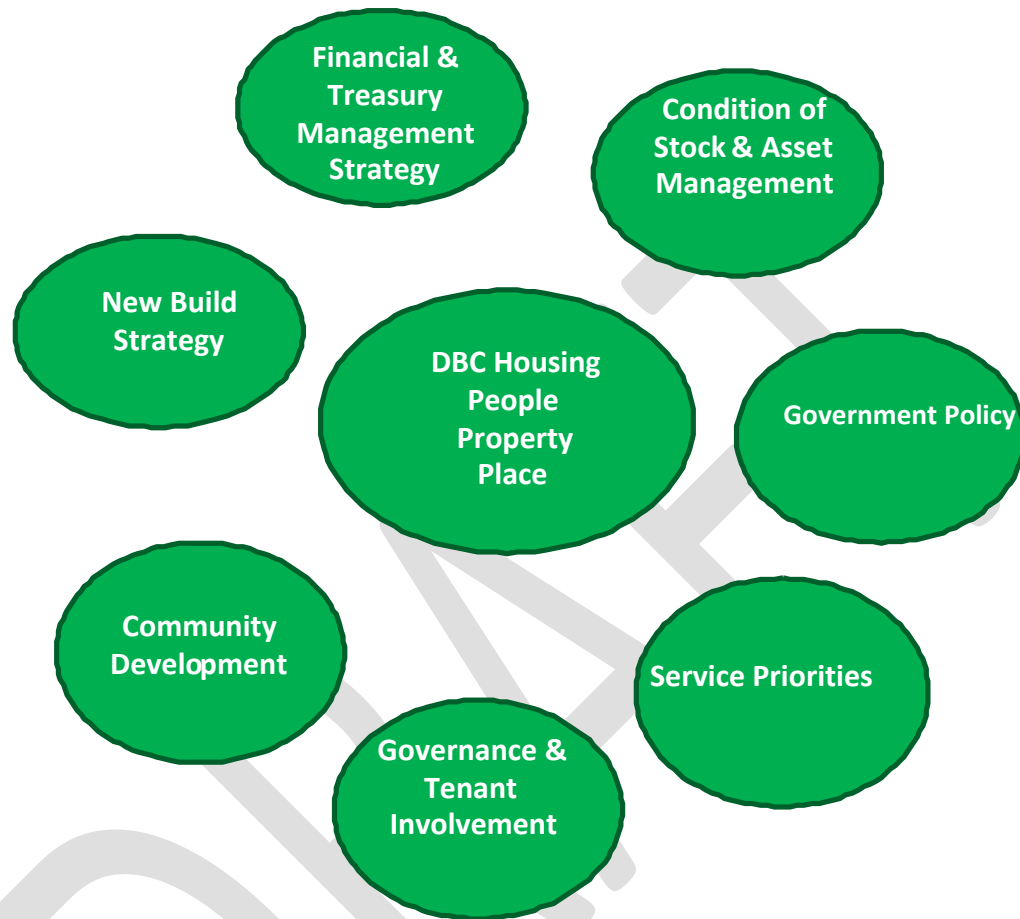 Financial &
Treasury
Management
Strategy
Condition of
Stock & Asset
Management
New Build
Strategy
DBC Housing
People
Property
Place
Government Policy
Community
Development
Service Priorities
Governance &
Tenant
Involvement
DRAFT